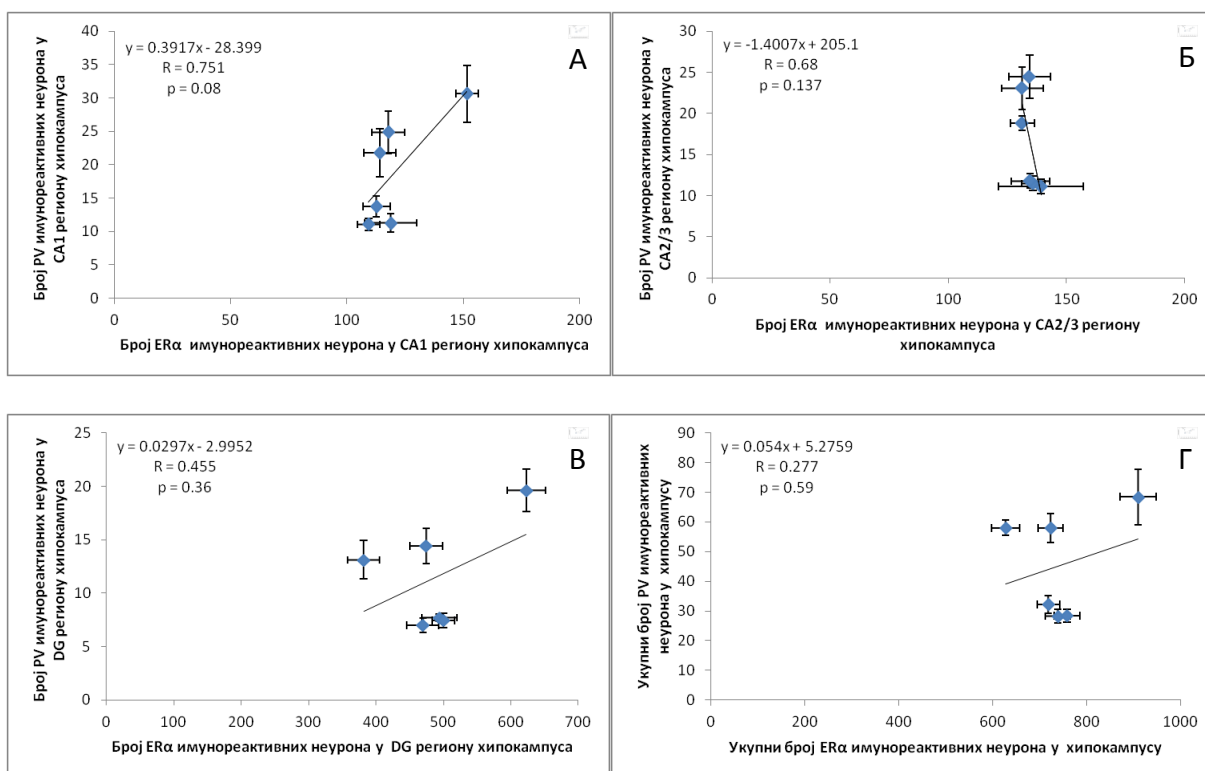 y = 0.3917x - 28.399
R = 0.751
p = 0.08
А
Број PV имунореактивних неурона у
CA1 региону хипокампуса
40
35
30
25
20
15
10
5
0
0 50 100 150 200
Број ERα имунореактивних неурона у CA1 региону хипокампуса
y = -1.4007x + 205.1
R = 0.68
p = 0.137
Б
Број PV имунореактивних неурона у
CA2/3 региону хипокампуса
30
25
20
15
10
5
0
0 50 100 150 200
Број ERα имунореактивних неурона у CA2/3 региону
хипокампуса
y = 0.0297x - 2.9952
R = 0.455
p = 0.36
В
Број PV имунореактивних неурона у
DG региону хипокампуса
25
20
15
10
5
0
0 100 200 300 400 500 600 700
Број ERα имунореактивних неурона у DG региону хипокампуса
y = 0.054x + 5.2759
R = 0.277
p = 0.59
Г
Укупни број PV имунореактивних
неурона у хипокампусу
90
80
70
60
50
40
30
20
10
0
0 200 400 600 800 1000
Укупни број ERα имунореактивних неурона у хипокампусу